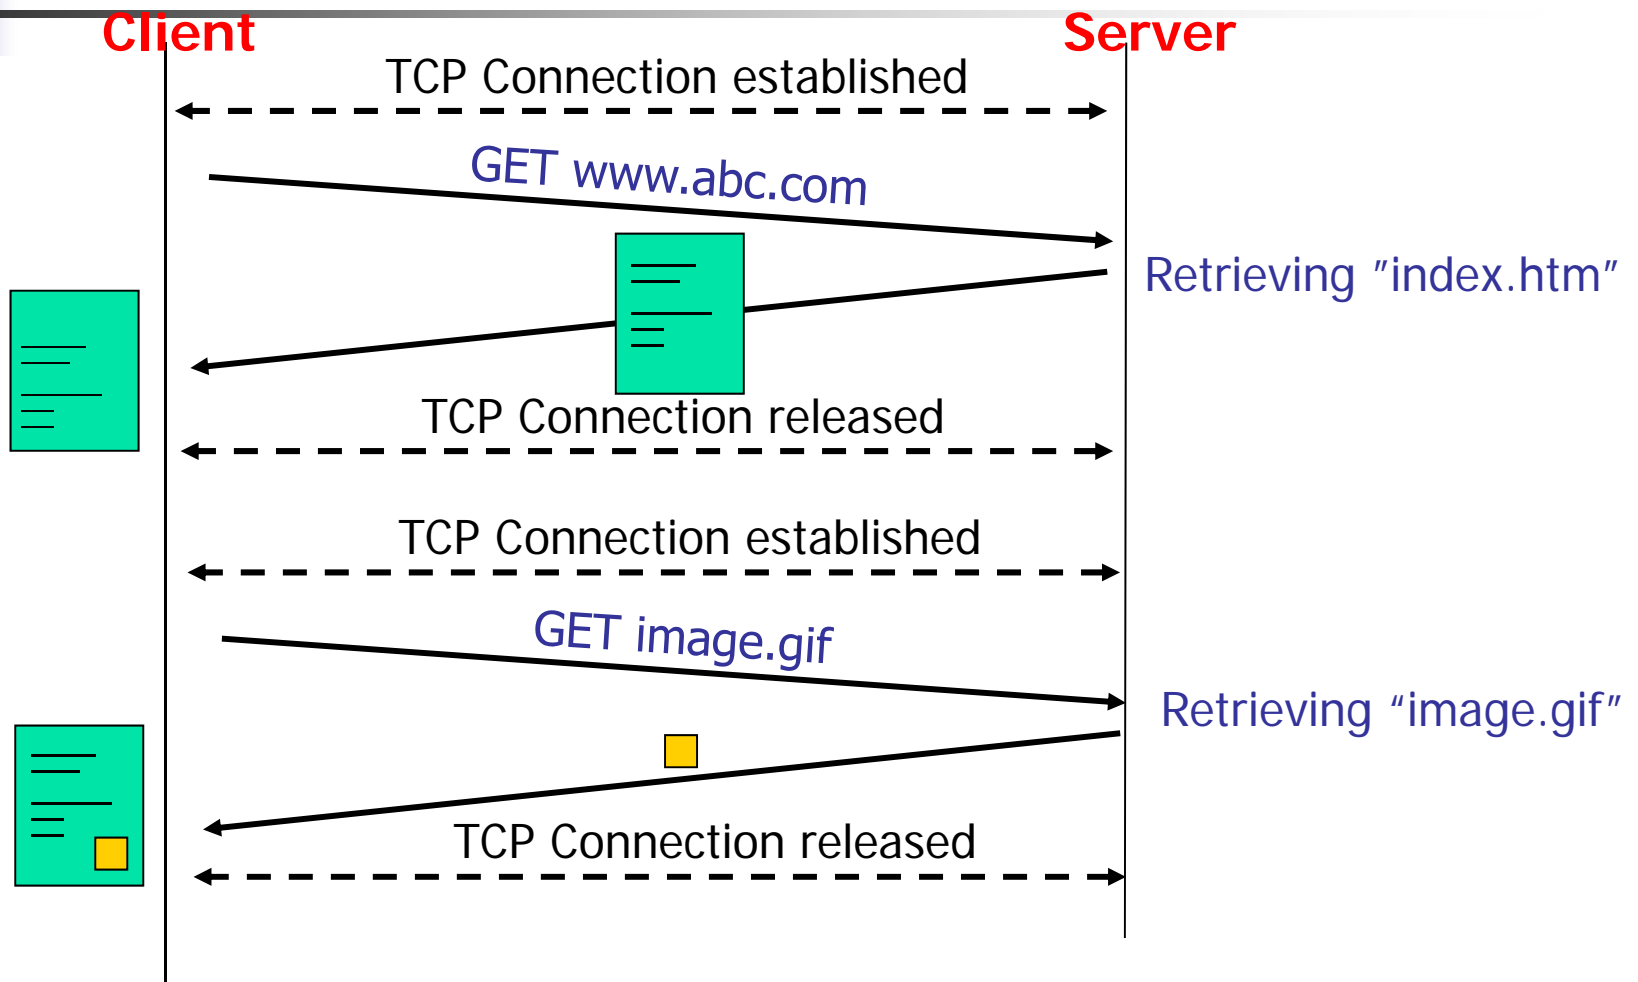 Client
Server
TCP Connection established
GET www.abc.com
Retrieving ”index.htm”
TCP Connection released
TCP Connection established
GET image.gif
Retrieving “image.gif”
TCP Connection released